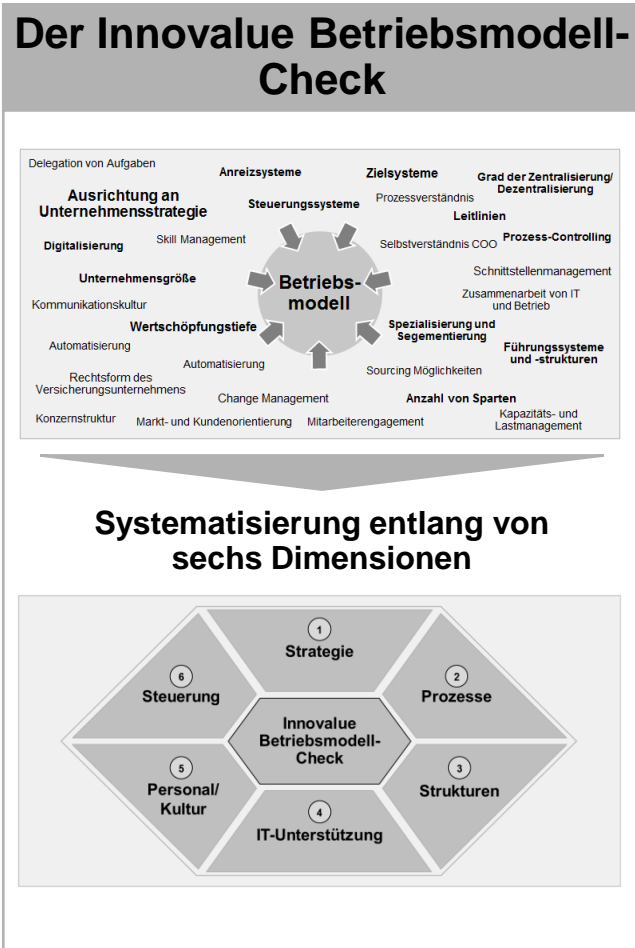 Der Innovalue Betriebsmodell-
Check
Delegation von Aufgaben
Anreizsysteme
Zielsysteme
Grad der Zentralisierung/
Dezentralisierung
Ausrichtung an
Unternehmensstrategie
Steuerungssysteme
Prozessverständnis
Leitlinien
Digitalisierung
Skill Management
Selbstverständnis COO
Prozess-Controlling
Unternehmensgröße
Betriebs-
modell
Schnittstellenmanagement
Kommunikationskultur
Zusammenarbeit von IT
und Betrieb
Wertschöpfungstiefe
Spezialisierung und
Segementierung
Automatisierung
Führungssysteme
und -strukturen
Automatisierung
Sourcing Möglichkeiten
Rechtsform des
Versicherungsunternehmens
Change Management
Anzahl von Sparten
Konzernstruktur
Markt- und Kundenorientierung
Mitarbeiterengagement
Kapazitäts- und
Lastmanagement
Systematisierung entlang von
sechs Dimensionen
1
Strategie
6
Steuerung
2
Prozesse
Innovalue
Betriebsmodell-
Check
5
Personal/
Kultur
3
Strukturen
4
IT-Unterstützung